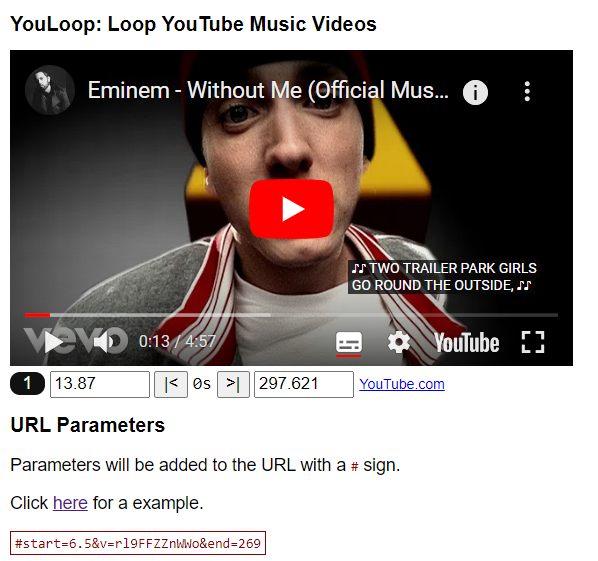 YouLoop: Loop YouTube Music Videos
Eminem - Without Me (Official Mus...
♪♪ TWO TRAILER PARK GIRLS
GO ROUND THE OUTSIDE, ♪♪
vevo
0:13 / 4:57
YouTube
1 13.87 |< 0s >| 297.621 YouTube.com
URL Parameters
Parameters will be added to the URL with a # sign.
Click here for a example.
#start=6.5&v=rl9FFZZnWWo&end=269